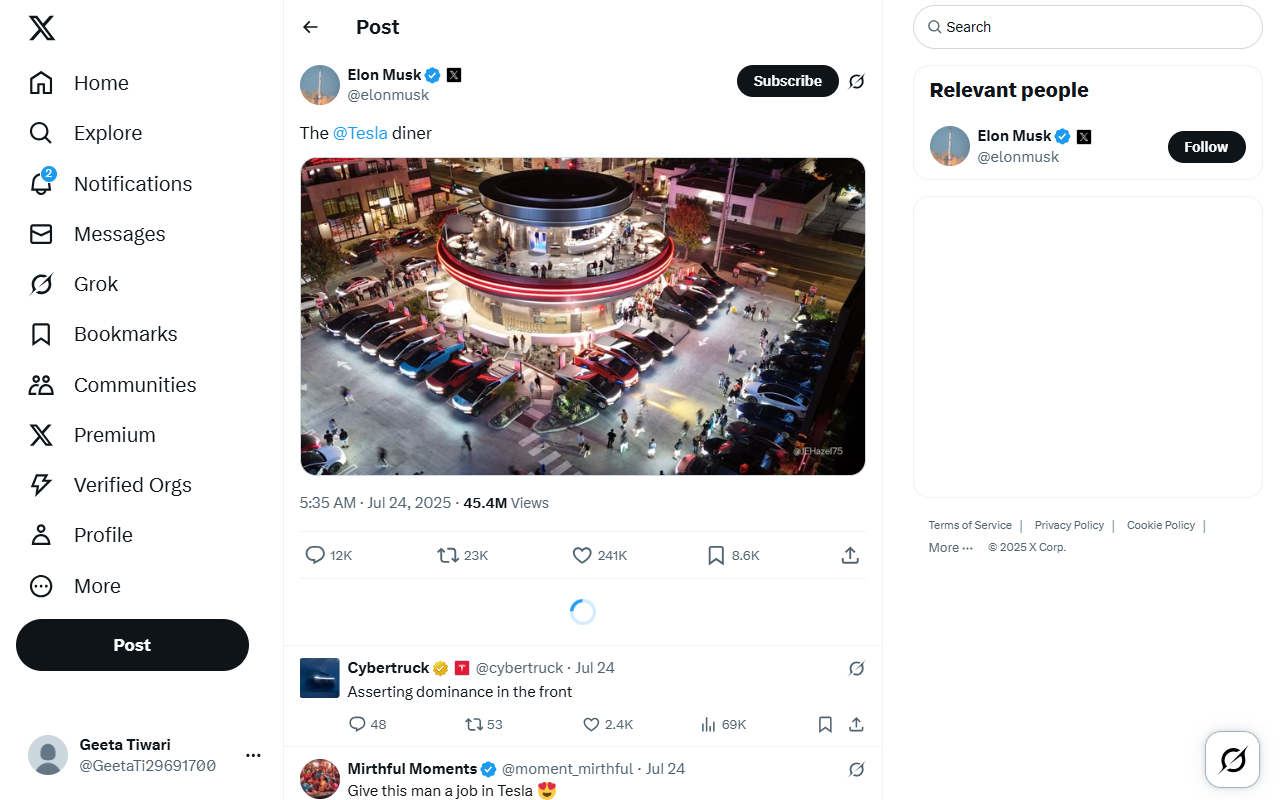 Home
Explore
2
Notifications
Messages
Grok
Bookmarks
Communities
Premium
Verified Orgs
Profile
More
Post
Geeta Tiwari
@GeetaTi29691700
Post
Elon Musk
@elonmusk
Subscribe
The @Tesla diner
@JEHazel75
5:35 AM · Jul 24, 2025 · 45.4M Views
12K 23K 241K 8.6K
Cybertruck @cybertruck · Jul 24
Asserting dominance in the front
48 53 2.4K 69K
Mirthful Moments @moment_mirthful · Jul 24
Give this man a job in Tesla 😍
Search
Relevant people
Elon Musk
@elonmusk
Follow
Terms of Service | Privacy Policy | Cookie Policy |
More ··· © 2025 X Corp.